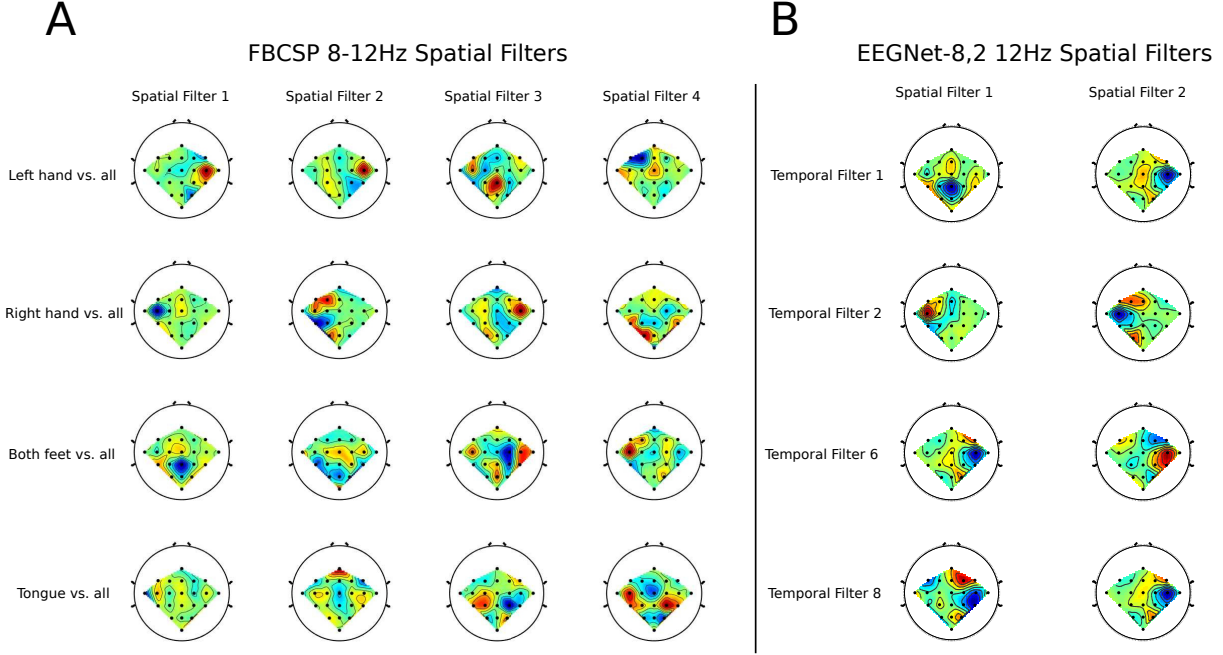 A
FBCSP 8-12Hz Spatial Filters
Spatial Filter 1
Spatial Filter 2
Spatial Filter 3
Spatial Filter 4
Left hand vs. all
Right hand vs. all
Both feet vs. all
Tongue vs. all
B
EEGNet-8,2 12Hz Spatial Filters
Spatial Filter 1
Spatial Filter 2
Temporal Filter 1
Temporal Filter 2
Temporal Filter 6
Temporal Filter 8